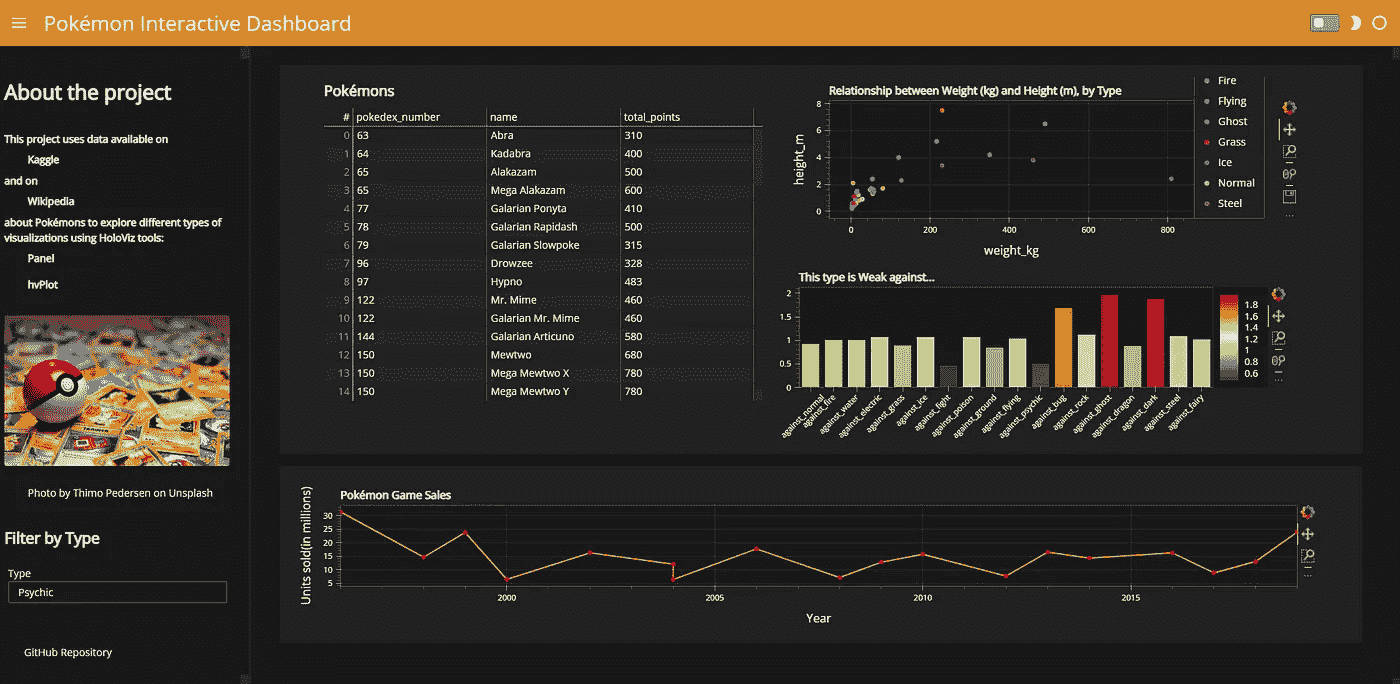 Pokémon Interactive Dashboard
About the project
This project uses data available on
Kaggle
and on
Wikipedia
about Pokémons to explore different types of
visualizations using HoloViz tools:
Panel
hvPlot
Photo by Thimo Pedersen on Unsplash
Filter by Type
Type
Psychic
GitHub Repository
Pokémons
# pokedex_number name total_points
0 63 Abra 310
1 64 Kadabra 400
2 65 Alakazam 500
3 65 Mega Alakazam 600
4 77 Galarian Ponyta 410
5 78 Galarian Rapidash 500
6 79 Galarian Slowpoke 315
7 96 Drowzee 328
8 97 Hypno 483
9 122 Mr. Mime 460
10 122 Galarian Mr. Mime 460
11 144 Galarian Articuno 580
12 150 Mewtwo 680
13 150 Mega Mewtwo X 780
14 150 Mega Mewtwo Y 780
Relationship between Weight (kg) and Height (m), by Type
height_m
8
6
4
2
0
0 200 400 600 800
weight_kg
Fire
Flying
Ghost
Grass
Ice
Normal
Steel
This type is Weak against...
2
1.5
1
0.5
0
against_normal
against_fire
against_water
against_electric
against_grass
against_ice
against_fight
against_poison
against_ground
against_flying
against_psychic
against_bug
against_rock
against_ghost
against_dragon
against_dark
against_steel
against_fairy
1.8
1.6
1.4
1.2
1
0.8
0.6
Pokémon Game Sales
Units sold(in millions)
30
25
20
15
10
5
2000 2005 2010 2015
Year